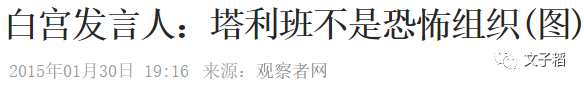 白宫发言人：塔利班不是恐怖组织(图)
2015年01月30日 19:16 来源：观察者网
文子稻